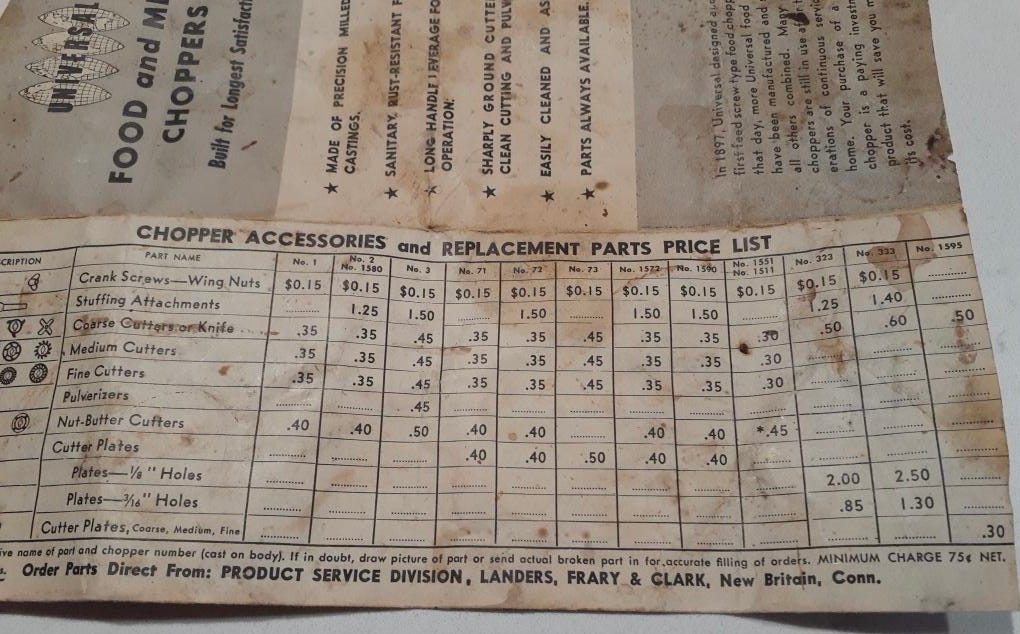 UNIVERSAL
FOOD and MI
CHOPPERS
Built for Longest Satisfact
★ MADE OF PRECISION MILLED
CASTINGS.
★ SANITARY, RUST-RESISTANT F
★ LONG HANDLE LEVERAGE FO
OPERATION.
★ SHARPLY GROUND CUTTE
CLEAN CUTTING AND PULV
★ EASILY CLEANED AND AS
★ PARTS ALWAYS AVAILABLE.
In 1897, Universal designed
first feed screw type food chopp
that day, more Universal food
have been manufactured and
all others combined. Many
choppers are still in use after
erations of continuous servic
home. Your purchase of a
chopper is a paying investm
product that will save you m
its cost.
CHOPPER ACCESSORIES and REPLACEMENT PARTS PRICE LIST
CRIPTION PART NAME No. 1 No. 2 No. 1580 No. 3 No. 71 No. 72 No. 73 No. 1572 No. 1590 No. 1551 No. 1511 No. 323 No. 333 No. 1595
Crank Screws—Wing Nuts $0.15 $0.15 $0.15 $0.15 $0.15 $0.15 $0.15 $0.15 $0.15 $0.15 $0.15 ..........
Stuffing Attachments .......... 1.25 1.50 .......... 1.50 .......... 1.50 1.50 .......... 1.25 1.40 ..........
Coarse Cutters or Knife .... .35 .35 .45 .35 .35 .45 .35 .35 .30 .50 .60 .50
Medium Cutters .35 .35 .45 .35 .35 .45 .35 .35 .30 .......... .......... ..........
Fine Cutters .35 .35 .45 .35 .35 .45 .35 .35 .30 .......... .......... ..........
Pulverizers .......... .......... .45 .......... .......... .......... .......... .......... .......... .......... .......... ..........
Nut-Butter Cutters .40 .40 .50 .40 .40 .......... .40 .40 *.45 .......... .......... ..........
Cutter Plates .......... .......... .......... .40 .40 .50 .40 .40 .......... .......... .......... ..........
Plates—1/8" Holes .......... .......... .......... .......... .......... .......... .......... .......... .......... 2.00 2.50 ..........
Plates—3/16" Holes .......... .......... .......... .......... .......... .......... .......... .......... .......... .85 1.30 ..........
Cutter Plates, Coarse, Medium, Fine .......... .......... .......... .......... .......... .......... .......... .......... .......... .......... .......... .30
ive name of part and chopper number (cast on body). If in doubt, draw picture of part or send actual broken part in for accurate filling of orders. MINIMUM CHARGE 75¢ NET.
s. Order Parts Direct From: PRODUCT SERVICE DIVISION, LANDERS, FRARY & CLARK, New Britain, Conn.